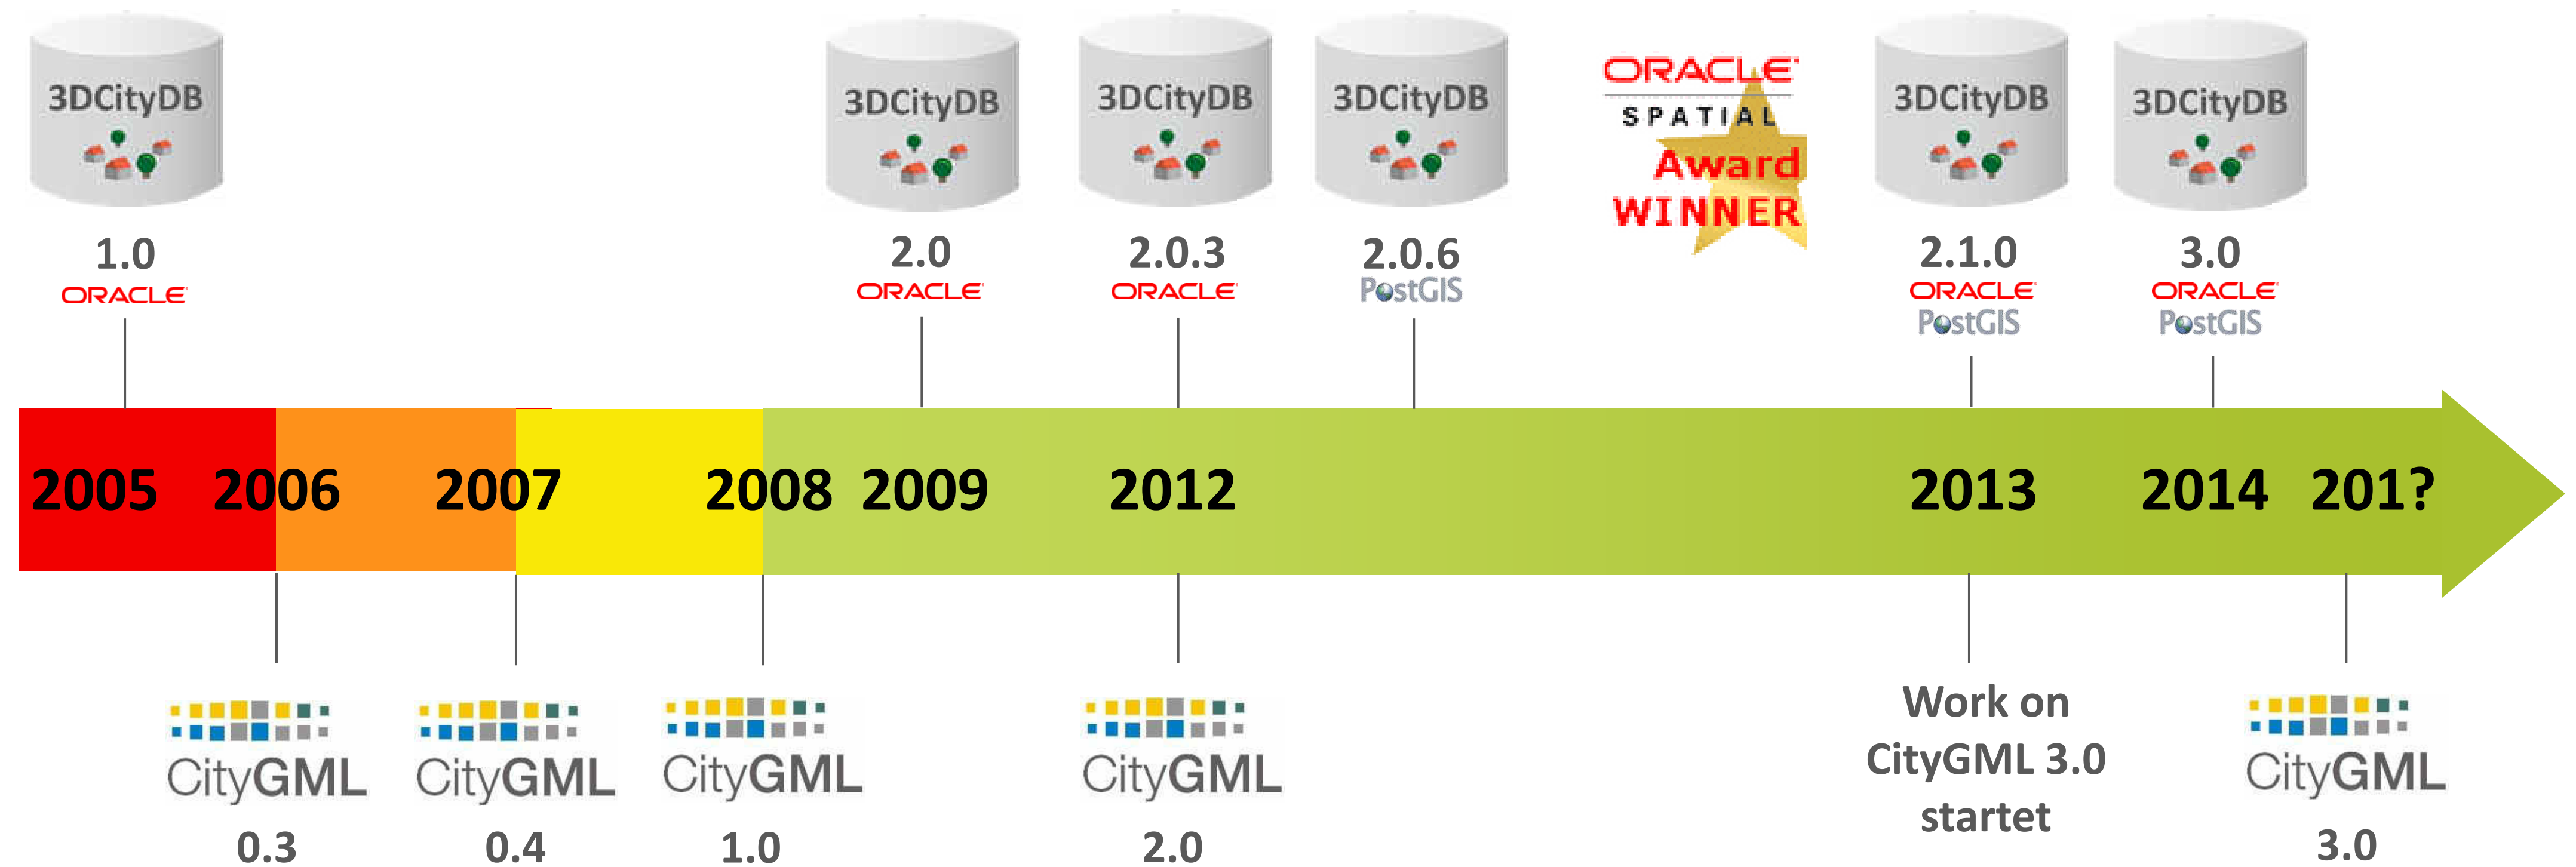 3DCityDB
1.0
ORACLE
3DCityDB
2.0
ORACLE
3DCityDB
2.0.3
ORACLE
3DCityDB
2.0.6
PostGIS
ORACLE
SPATIAL
Award
WINNER
3DCityDB
2.1.0
ORACLE
PostGIS
3DCityDB
3.0
ORACLE
PostGIS
2005
2006
2007
2008
2009
2012
2013
2014
201?
CityGML
0.3
CityGML
0.4
CityGML
1.0
CityGML
2.0
Work on
CityGML 3.0
startet
CityGML
3.0